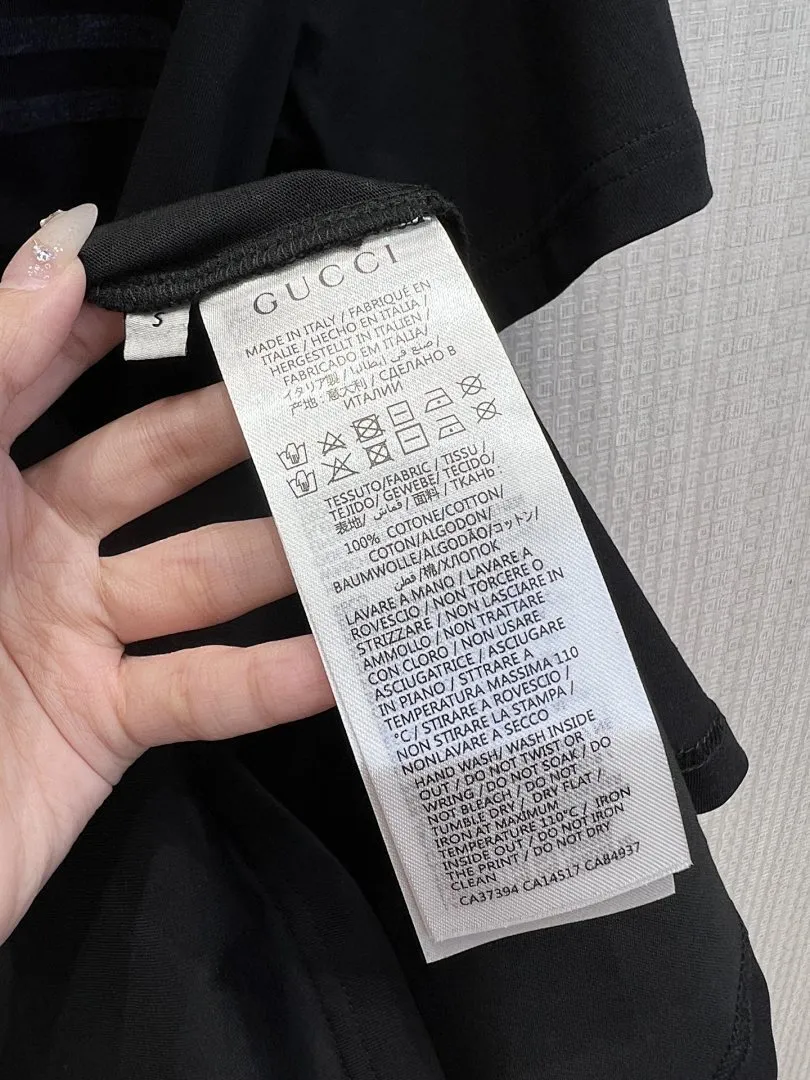 S
GUCCI
MADE IN ITALY / FABRIQUÉ EN
ITALIE / HECHO EN ITALIA /
HERGESTELLT IN ITALIEN /
FABRICADO EM ITALIA/
イタリア製 / صنع في إيطاليا /
产地: 意大利 / СДЕЛАНО В
ИТАЛИИ
TESSUTO/FABRIC / TISSU /
TEJIDO/ GEWEBE/ TECIDO/
表地/ قماش / 面料 / ТКАНЬ :
100% COTONE/COTTON/
COTON/ALGODON/
BAUMWOLLE/ALGODÃO/コットン/
قطن /棉/ХЛОПОК
LAVARE A MANO / LAVARE A
ROVESCIO / NON TORCERE O
STRIZZARE / NON LASCIARE IN
AMMOLLO / NON TRATTARE
CON CLORO / NON USARE
ASCIUGATRICE / ASCIUGARE
IN PIANO / STTRARE A
TEMPERATURA MASSIMA 110
°C / STIRARE A ROVESCIO /
NON STIRARE LA STAMPA /
NONLAVARE A SECCO
HAND WASH/ WASH INSIDE
OUT / DO NOT TWIST OR
WRING / DO NOT SOAK / DO
NOT BLEACH / DO NOT
TUMBLE DRY / DRY FLAT /
IRON AT MAXIMUM
TEMPERATURE 110°C / IRON
INSIDE OUT / DO NOT IRON
THE PRINT / DO NOT DRY
CLEAN
CA37394 CA14517 CA84937